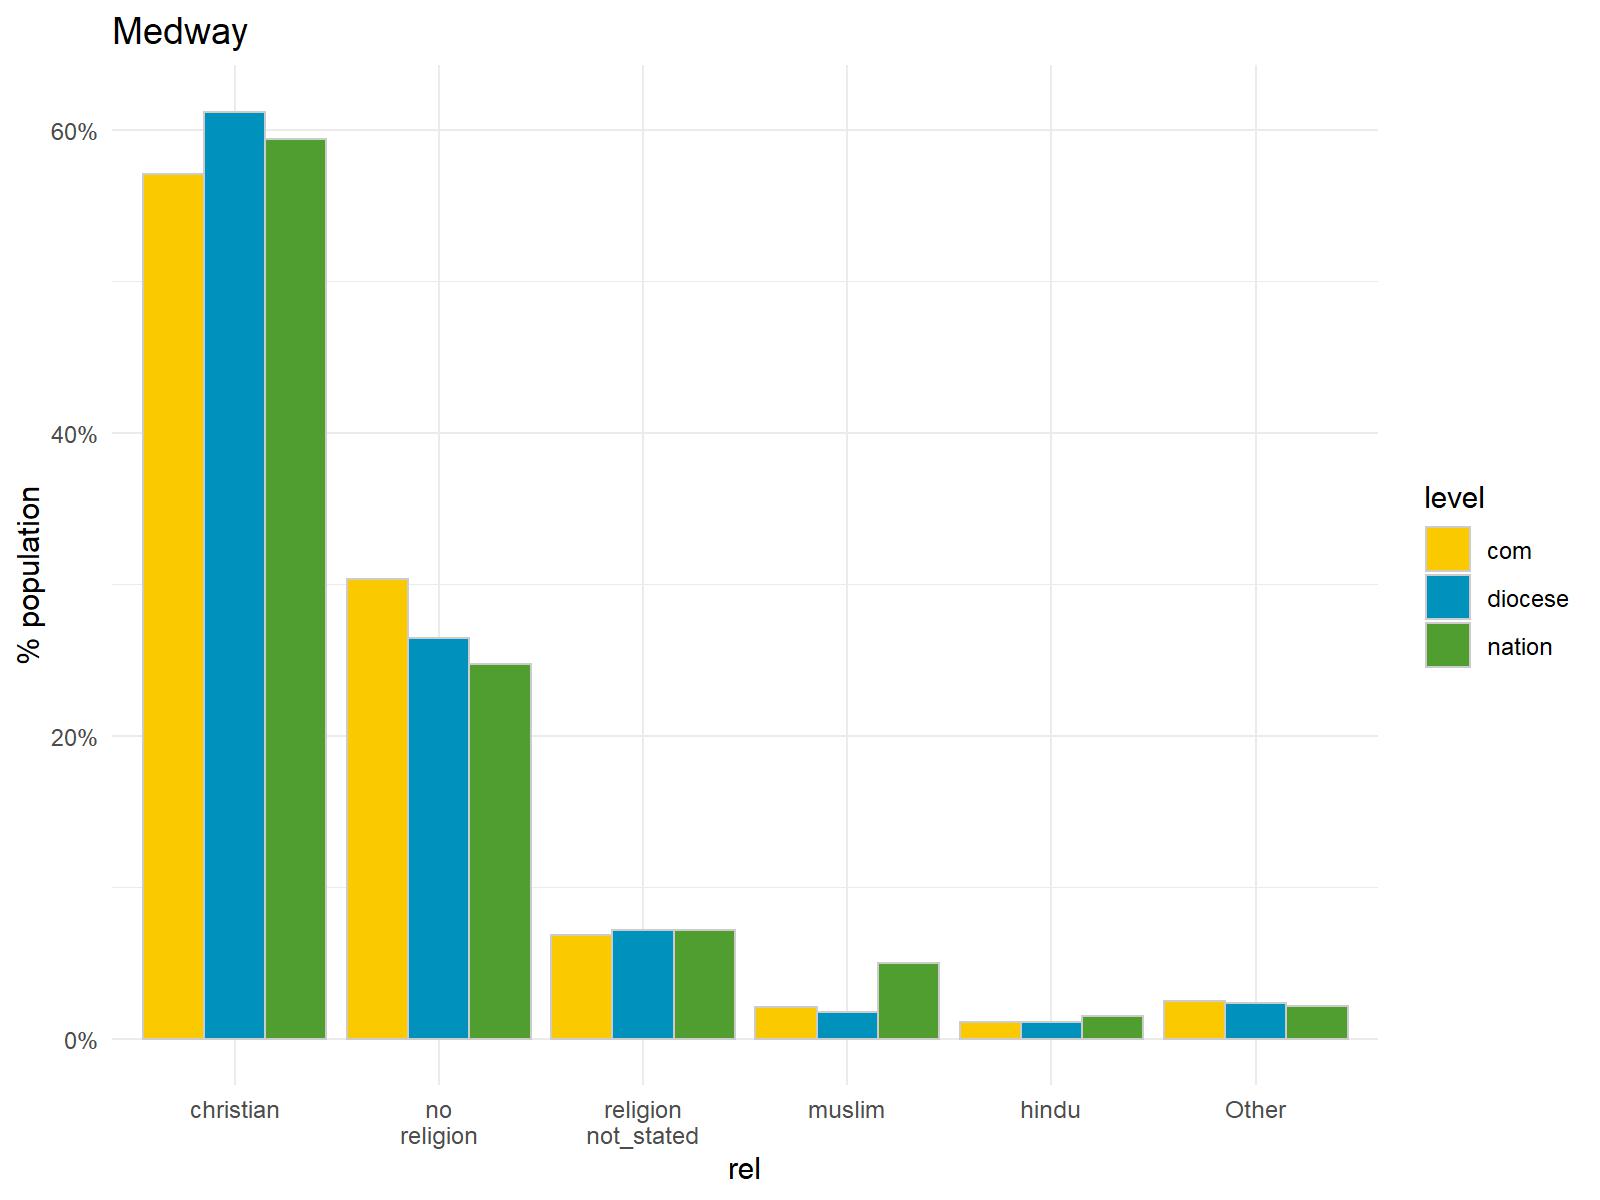 Medway
60%
40%
20%
0%
% population
christian
no
religion
religion
not_stated
muslim
hindu
Other
rel
level
com
diocese
nation